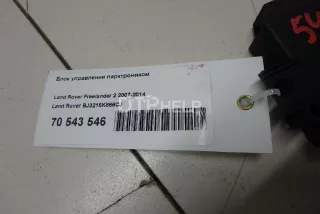 Блок управления парктроником
Land Rover Freelander 2 2007-2014
Land Rover
70 543 546